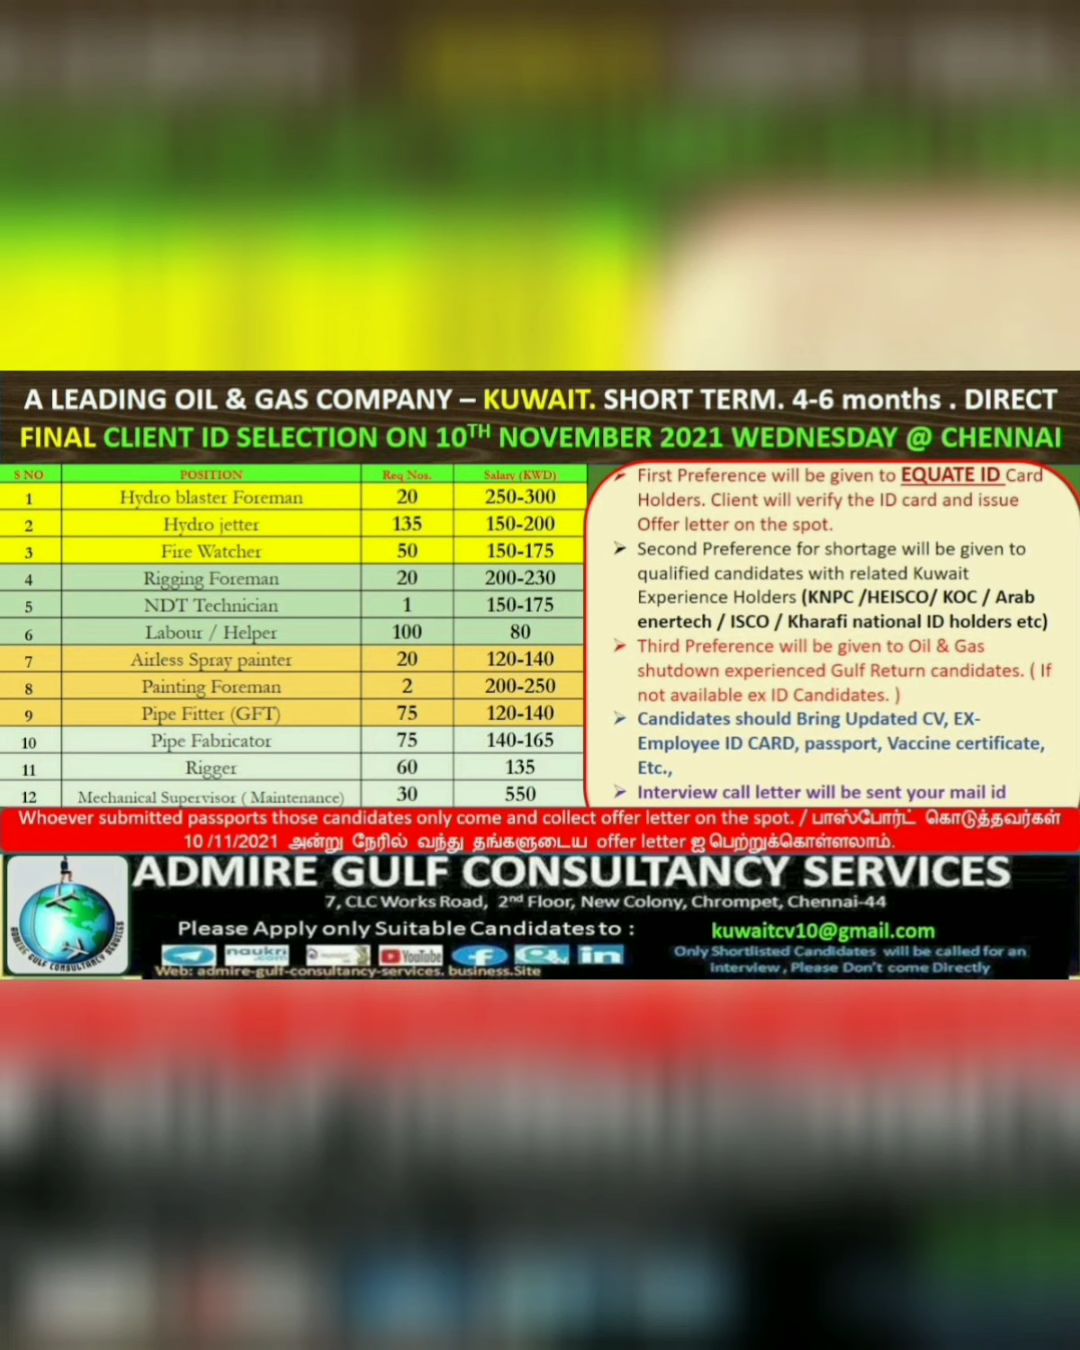 A LEADING OIL & GAS COMPANY – KUWAIT. SHORT TERM. 4-6 months . DIRECT
FINAL CLIENT ID SELECTION ON 10TH NOVEMBER 2021 WEDNESDAY @ CHENNAI
S NO POSITION Req Nos. Salary (KWD)
1 Hydro blaster Foreman 20 250-300
2 Hydro jetter 135 150-200
3 Fire Watcher 50 150-175
4 Rigging Foreman 20 200-230
5 NDT Technician 1 150-175
6 Labour / Helper 100 80
7 Airless Spray painter 20 120-140
8 Painting Foreman 2 200-250
9 Pipe Fitter (GFT) 75 120-140
10 Pipe Fabricator 75 140-165
11 Rigger 60 135
12 Mechanical Supervisor ( Maintenance) 30 550
➢ First Preference will be given to EQUATE ID Card
Holders. Client will verify the ID card and issue
Offer letter on the spot.
➢ Second Preference for shortage will be given to
qualified candidates with related Kuwait
Experience Holders (KNPC /HEISCO/ KOC / Arab
enertech / ISCO / Kharafi national ID holders etc)
➢ Third Preference will be given to Oil & Gas
shutdown experienced Gulf Return candidates. ( If
not available ex ID Candidates. )
➢ Candidates should Bring Updated CV, EX-
Employee ID CARD, passport, Vaccine certificate,
Etc.,
➢ Interview call letter will be sent your mail id
Whoever submitted passports those candidates only come and collect offer letter on the spot. / பாஸ்போர்ட் கொடுத்தவர்கள்
10 /11/2021 அன்று நேரில் வந்து தங்களுடைய offer letter ஐ பெற்றுக்கொள்ளலாம்.
ADMIRE GULF CONSULTANCY SERVICES
7, CLC Works Road, 2nd Floor, New Colony, Chrompet, Chennai-44
Please Apply only Suitable Candidates to :
kuwaitcv10@gmail.com
naukri
.com
YouTube
in
Web: admire-gulf-consultancy-services. business.Site
Only Shortlisted Candidates will be called for an
Interview , Please Don't come Directly
ADMIRE GULF CONSULTANCY SERVICES